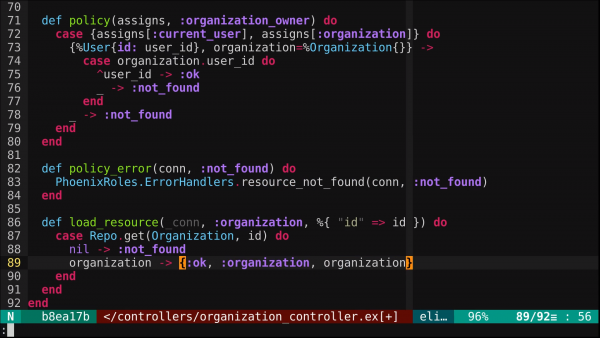 70
71 def policy(assigns, :organization_owner) do
72 case {assigns[:current_user], assigns[:organization]} do
73 {%User{id: user_id}, organization=%Organization{}} ->
74 case organization.user_id do
75 ^user_id -> :ok
76 _ -> :not_found
77 end
78 _ -> :not_found
79 end
80 end
81
82 def policy_error(conn, :not_found) do
83 PhoenixRoles.ErrorHandlers.resource_not_found(conn, :not_found)
84 end
85
86 def load_resource(_conn, :organization, %{ "id" => id }) do
87 case Repo.get(Organization, id) do
88 nil -> :not_found
89 organization -> {:ok, :organization, organization}
90 end
91 end
92 end
N b8ea17b </controllers/organization_controller.ex[+] eli… 96% 89/92≡ : 56
: